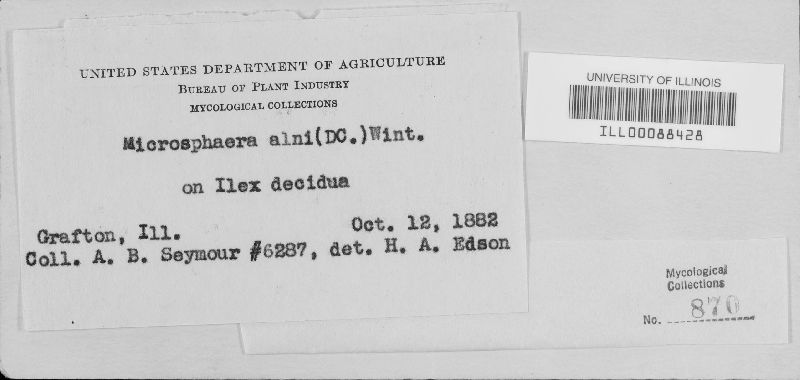 UNITED STATES DEPARTMENT OF AGRICULTURE
BUREAU OF PLANT INDUSTRY
MYCOLOGICAL COLLECTIONS
Microsphaera alni(DC.)Wint.
on Ilex decidua
Grafton, Ill. Oct. 12, 1882
Coll. A. B. Seymour #6287, det. H. A. Edson
UNIVERSITY OF ILLINOIS
ILL00088428
Mycological
Collections
No. 870